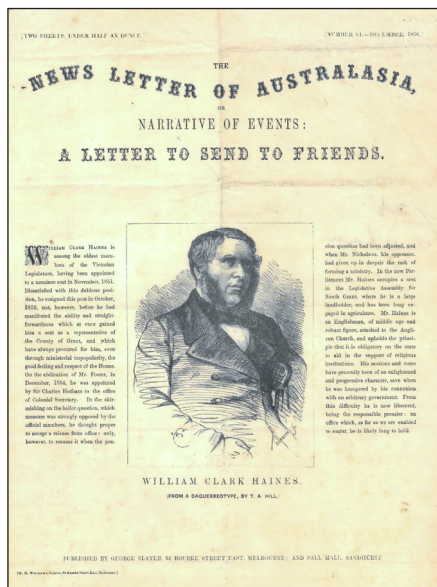 [TWO SHEETS, UNDER HALF AN OUNCE.]
[NUMBER VI.—DECEMBER, 1856.
THE
NEWS LETTER OF AUSTRALASIA,
OR
NARRATIVE OF EVENTS:
A LETTER TO SEND TO FRIENDS.
WILLIAM CLARK HAINES is
among the oldest mem-
bers of the Victorian
Legislature, having been appointed
to a nominee seat in November, 1851.
Dissatisfied with this dubious posi-
tion, he resigned this post in October,
1853, not, however, before he had
manifested the ability and straight-
forwardness which at once gained
him a seat as a representative of
the County of Grant, and which
have always procured for him, even
through ministerial unpopularity, the
good feeling and respect of the House.
On the abdication of Mr. Foster, in
December, 1854, he was appointed
by Sir Charles Hotham to the office
of Colonial Secretary. In the skir-
mishing on the ballot question, which
measure was strongly opposed by the
official members, he thought proper
to accept a release from office: only,
however, to resume it when the pen-
sion question had been adjusted, and
when Mr. Nicholson, his opponent,
had given up in despair the task of
forming a ministry. In the new Par-
liament Mr. Haines occupies a seat
in the Legislative Assembly for
South Grant, where he is a large
landholder, and has been long en-
gaged in agriculture. Mr. Haines is
an Englishman, of middle age and
robust figure, attached to the Angli-
can Church, and upholds the princi-
ple that it is obligatory on the state
to aid in the support of religious
institutions. His motions and votes
have generally been of an enlightened
and progressive character, save when
he was hampered by his connection
with an arbitrary government. From
this difficulty he is now liberated,
being the responsible premier: an
office which, as far as we are enabled
to augur, he is likely long to hold.
WILLIAM CLARK HAINES.
(FROM A DAGUERREOTYPE, BY T. A. HILL.)
PUBLISHED BY GEORGE SLATER, 94 BOURKE STREET EAST, MELBOURNE; AND PALL MALL, SANDHURST.